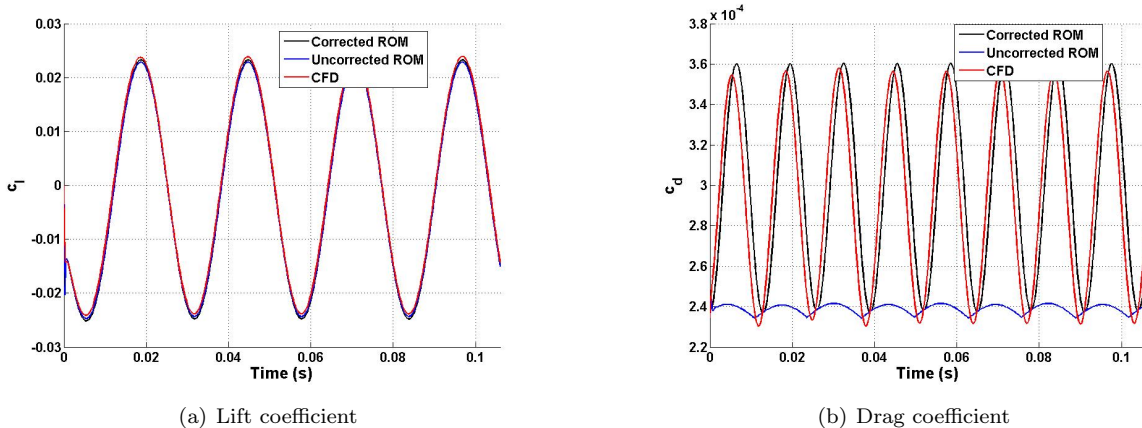 Corrected ROM
Uncorrected ROM
CFD
0.03
0.02
0.01
0
-0.01
-0.02
-0.03
c_l
0
0.02
0.04
0.06
0.08
0.1
Time (s)
(a) Lift coefficient
x 10^-4
Corrected ROM
Uncorrected ROM
CFD
3.8
3.6
3.4
3.2
3
2.8
2.6
2.4
2.2
c_d
0
0.02
0.04
0.06
0.08
0.1
Time (s)
(b) Drag coefficient